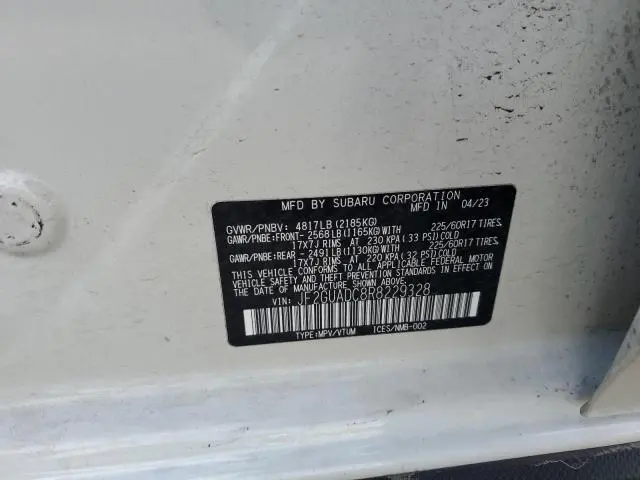 MFD BY SUBARU CORPORATION
MFD IN 04/23
GVWR/PNBV: 4817LB (2185KG)
GAWR/PNBE:FRONT-2568LB(1165KG)WITH 225/60R17 TIRES,
17X7J RIMS AT 230 KPA(33 PSI)COLD
GAWR/PNBE:REAR -2491LB(1130KG)WITH 225/60R17 TIRES,
17X7J RIMS AT 220 KPA(32 PSI)COLD
THIS VEHICLE CONFORMS TO ALL APPLICABLE FEDERAL MOTOR
VEHICLE SAFETY AND THEFT PREVENTION STANDARDS IN EFFECT
ON THE DATE OF MANUFACTURE SHOWN ABOVE.
VIN: JF2GUADC8R8229328
TYPE:MPV/VTUM ICES/NMB-002